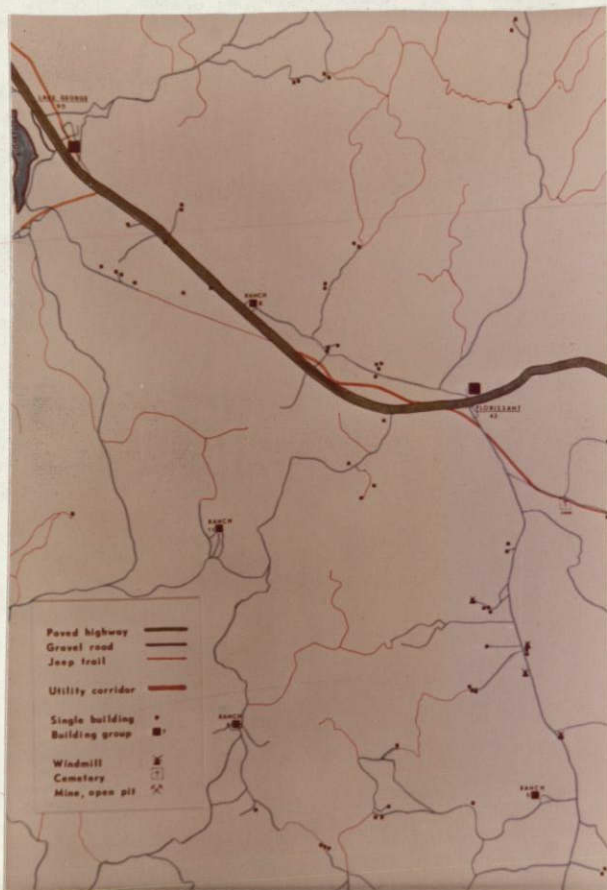 LAKE GEORGE
RANCH
FLORISSANT
RANCH
RANCH
RANCH
Paved highway
Gravel road
Jeep trail
Utility corridor
Single building
Building group
Windmill
Cemetery
Mine, open pit